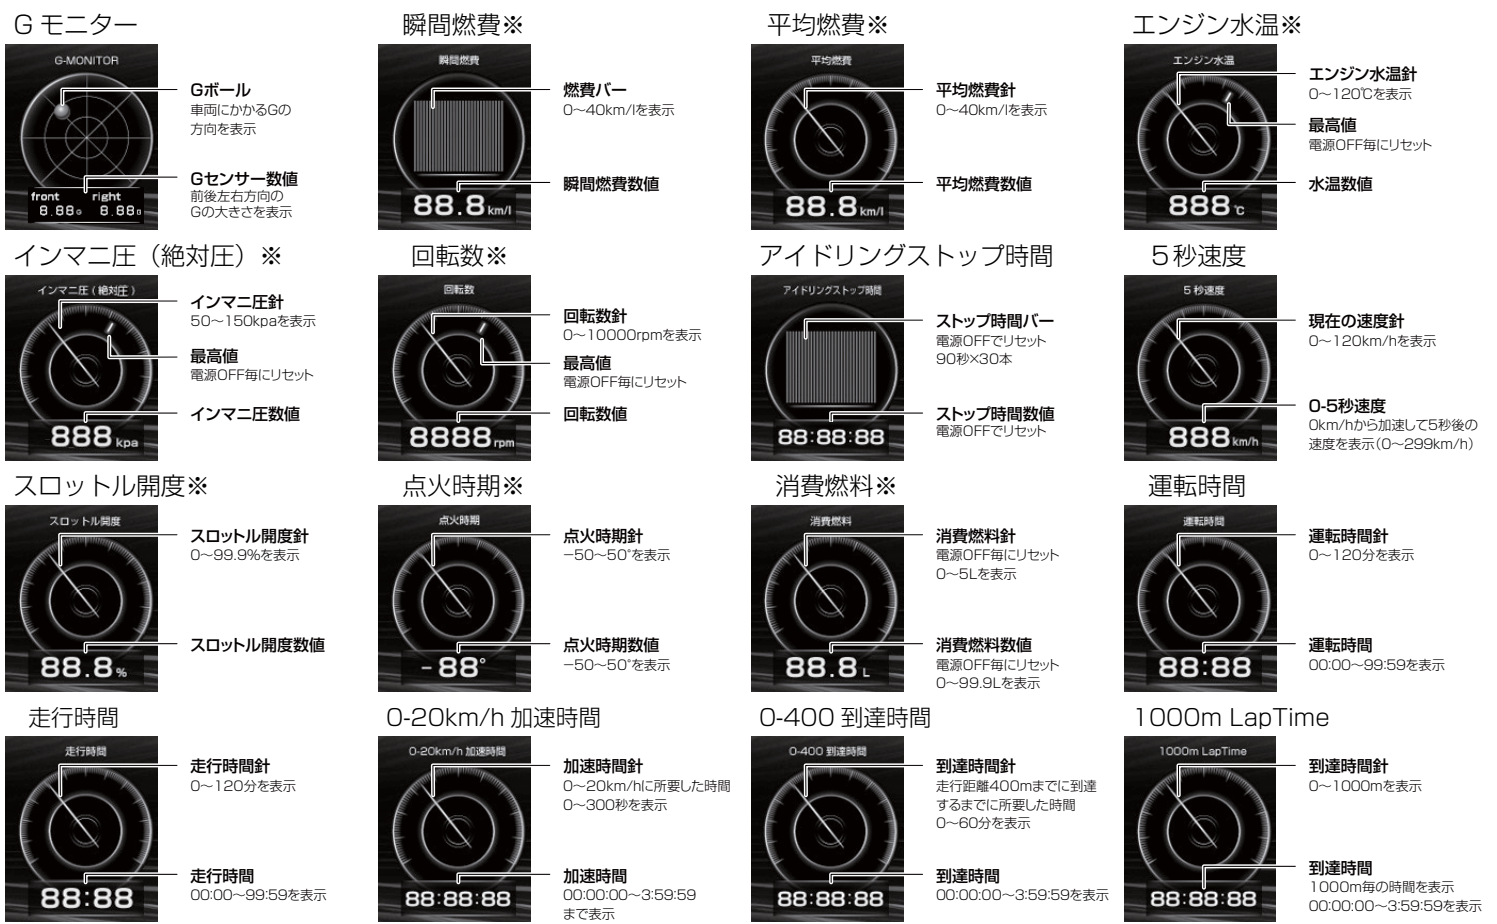 G モニター
G-MONITOR
front right
8.88G 8.88G
Gボール
車両にかかるGの
方向を表示
Gセンサー数値
前後左右方向の
Gの大きさを表示
瞬間燃費※
瞬間燃費
88.8km/l
燃費バー
0〜40km/lを表示
瞬間燃費数値
平均燃費※
平均燃費
88.8km/l
平均燃費針
0〜40km/lを表示
平均燃費数値
エンジン水温※
エンジン水温
888℃
エンジン水温針
0〜120℃を表示
最高値
電源OFF毎にリセット
水温数値
インマニ圧（絶対圧）※
インマニ圧(絶対圧)
888kpa
インマニ圧針
50〜150kpaを表示
最高値
電源OFF毎にリセット
インマニ圧数値
回転数※
回転数
8888rpm
回転数針
0〜10000rpmを表示
最高値
電源OFF毎にリセット
回転数値
アイドリングストップ時間
アイドリングストップ時間
88:88:88
ストップ時間バー
電源OFFでリセット
90秒×30本
ストップ時間数値
電源OFFでリセット
5秒速度
5秒速度
888km/h
現在の速度針
0〜120km/hを表示
0-5秒速度
0km/hから加速して5秒後の
速度を表示(0〜299km/h)
スロットル開度※
スロットル開度
88.8%
スロットル開度針
0〜99.9%を表示
スロットル開度数値
点火時期※
点火時期
-88°
点火時期針
−50〜50°を表示
点火時期数値
−50〜50°を表示
消費燃料※
消費燃料
88.8L
消費燃料針
電源OFF毎にリセット
0〜5Lを表示
消費燃料数値
電源OFF毎にリセット
0〜99.9Lを表示
運転時間
運転時間
88:88
運転時間針
0〜120分を表示
運転時間
00:00〜99:59を表示
走行時間
走行時間
88:88
走行時間針
0〜120分を表示
走行時間
00:00〜99:59を表示
0-20km/h 加速時間
0-20km/h 加速時間
88:88:88
加速時間針
0〜20km/hに所要した時間
0〜300秒を表示
加速時間
00:00:00〜3:59:59
まで表示
0-400 到達時間
0-400 到達時間
88:88:88
到達時間針
走行距離400mまでに到達
するまでに所要した時間
0〜60分を表示
到達時間
00:00:00〜3:59:59を表示
1000m LapTime
1000m LapTime
88:88:88
到達時間針
0〜1000mを表示
到達時間
1000m毎の時間を表示
00:00:00〜3:59:59を表示